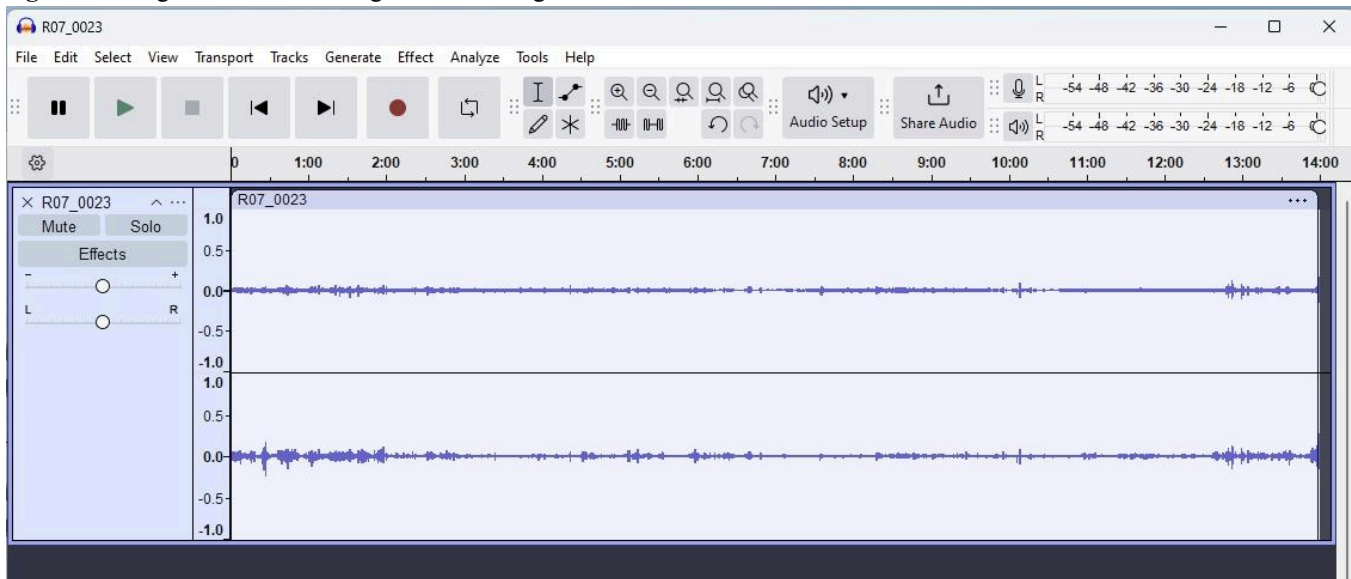 R07_0023
File Edit Select View Transport Tracks Generate Effect Analyze Tools Help
Audio Setup
Share Audio
L -54 -48 -42 -36 -30 -24 -18 -12 -6 0
R
L -54 -48 -42 -36 -30 -24 -18 -12 -6 0
R
0 1:00 2:00 3:00 4:00 5:00 6:00 7:00 8:00 9:00 10:00 11:00 12:00 13:00 14:00
R07_0023
Mute Solo
Effects
- +
L R
R07_0023
1.0
0.5
0.0
-0.5
-1.0
1.0
0.5
0.0
-0.5
-1.0